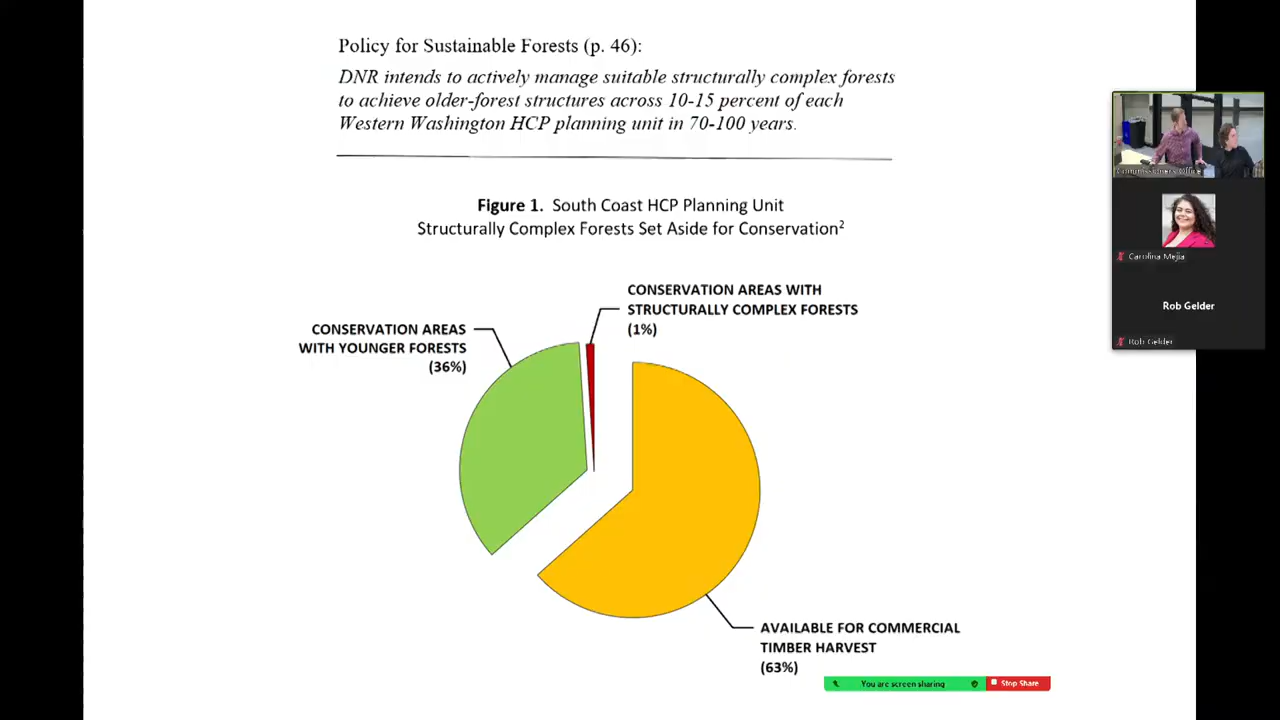 Policy for Sustainable Forests (p. 46):
DNR intends to actively manage suitable structurally complex forests
to achieve older-forest structures across 10-15 percent of each
Western Washington HCP planning unit in 70-100 years.
Figure 1. South Coast HCP Planning Unit
Structurally Complex Forests Set Aside for Conservation2
CONSERVATION AREAS WITH
STRUCTURALLY COMPLEX FORESTS
(1%)
CONSERVATION AREAS
WITH YOUNGER FORESTS
(36%)
AVAILABLE FOR COMMERCIAL
TIMBER HARVEST
(63%)
You are screen sharing
Stop Share
Commissioners Office
Carolina Mejia
Rob Gelder
Rob Gelder